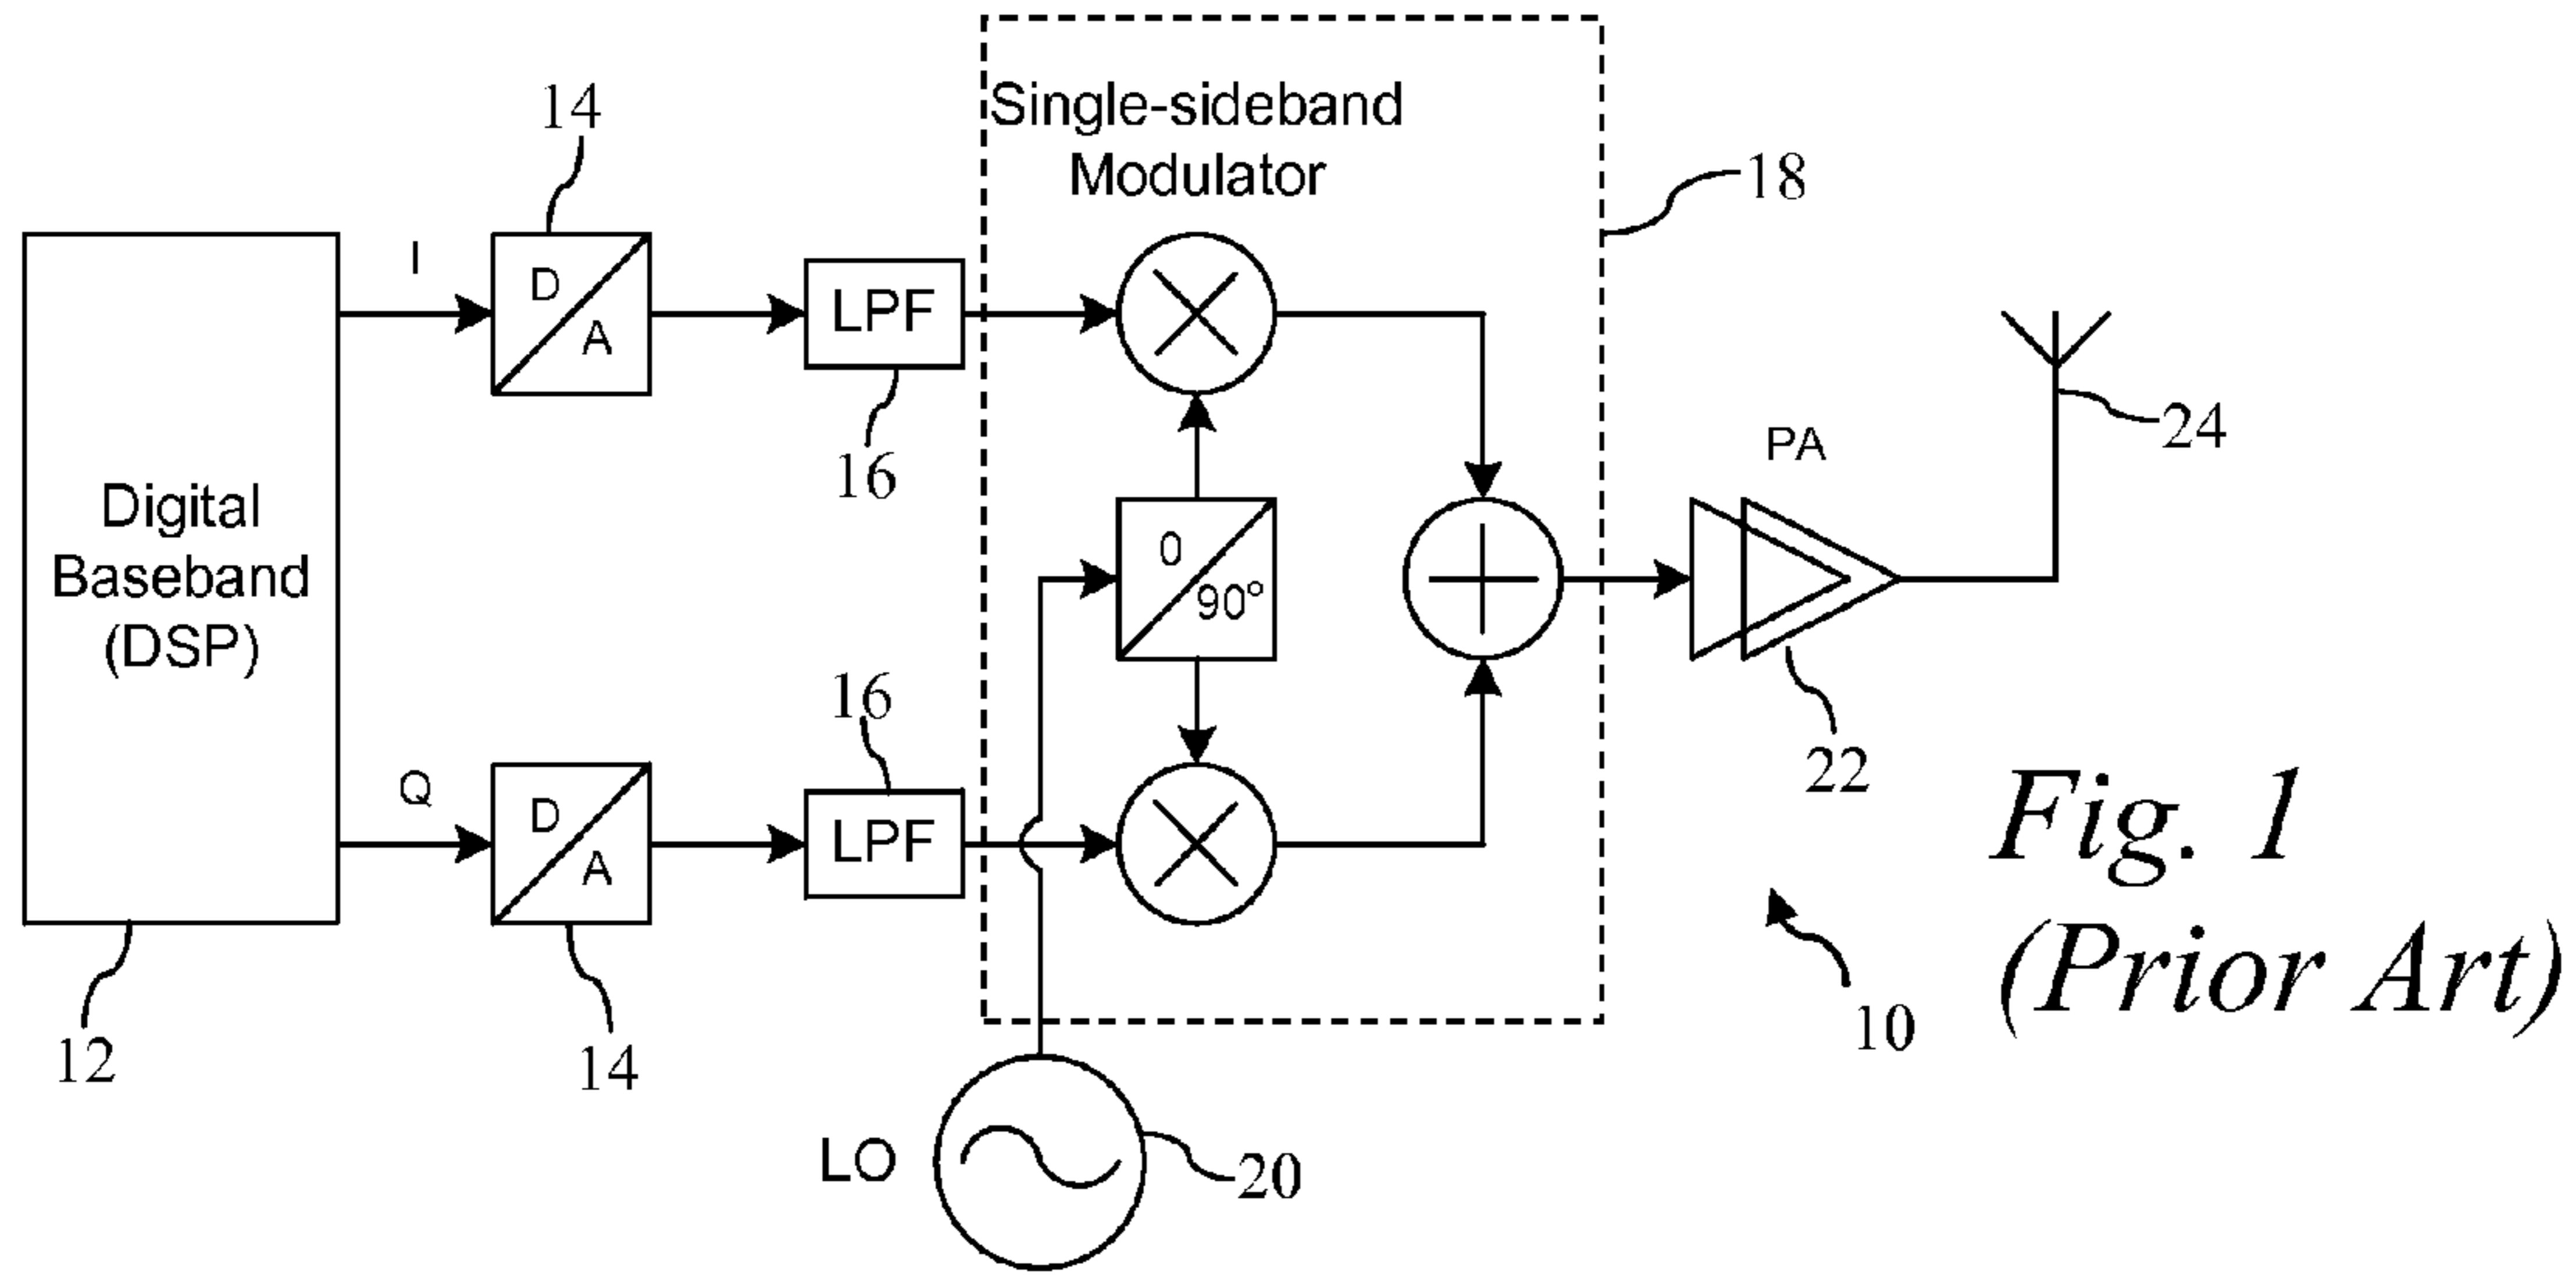 Single-sideband
Modulator
14
18
I
D
A
LPF
16
24
PA
Digital
Baseband
(DSP)
0
90°
16
22
Q
D
A
LPF
Fig. 1
(Prior Art)
12
14
10
LO
20